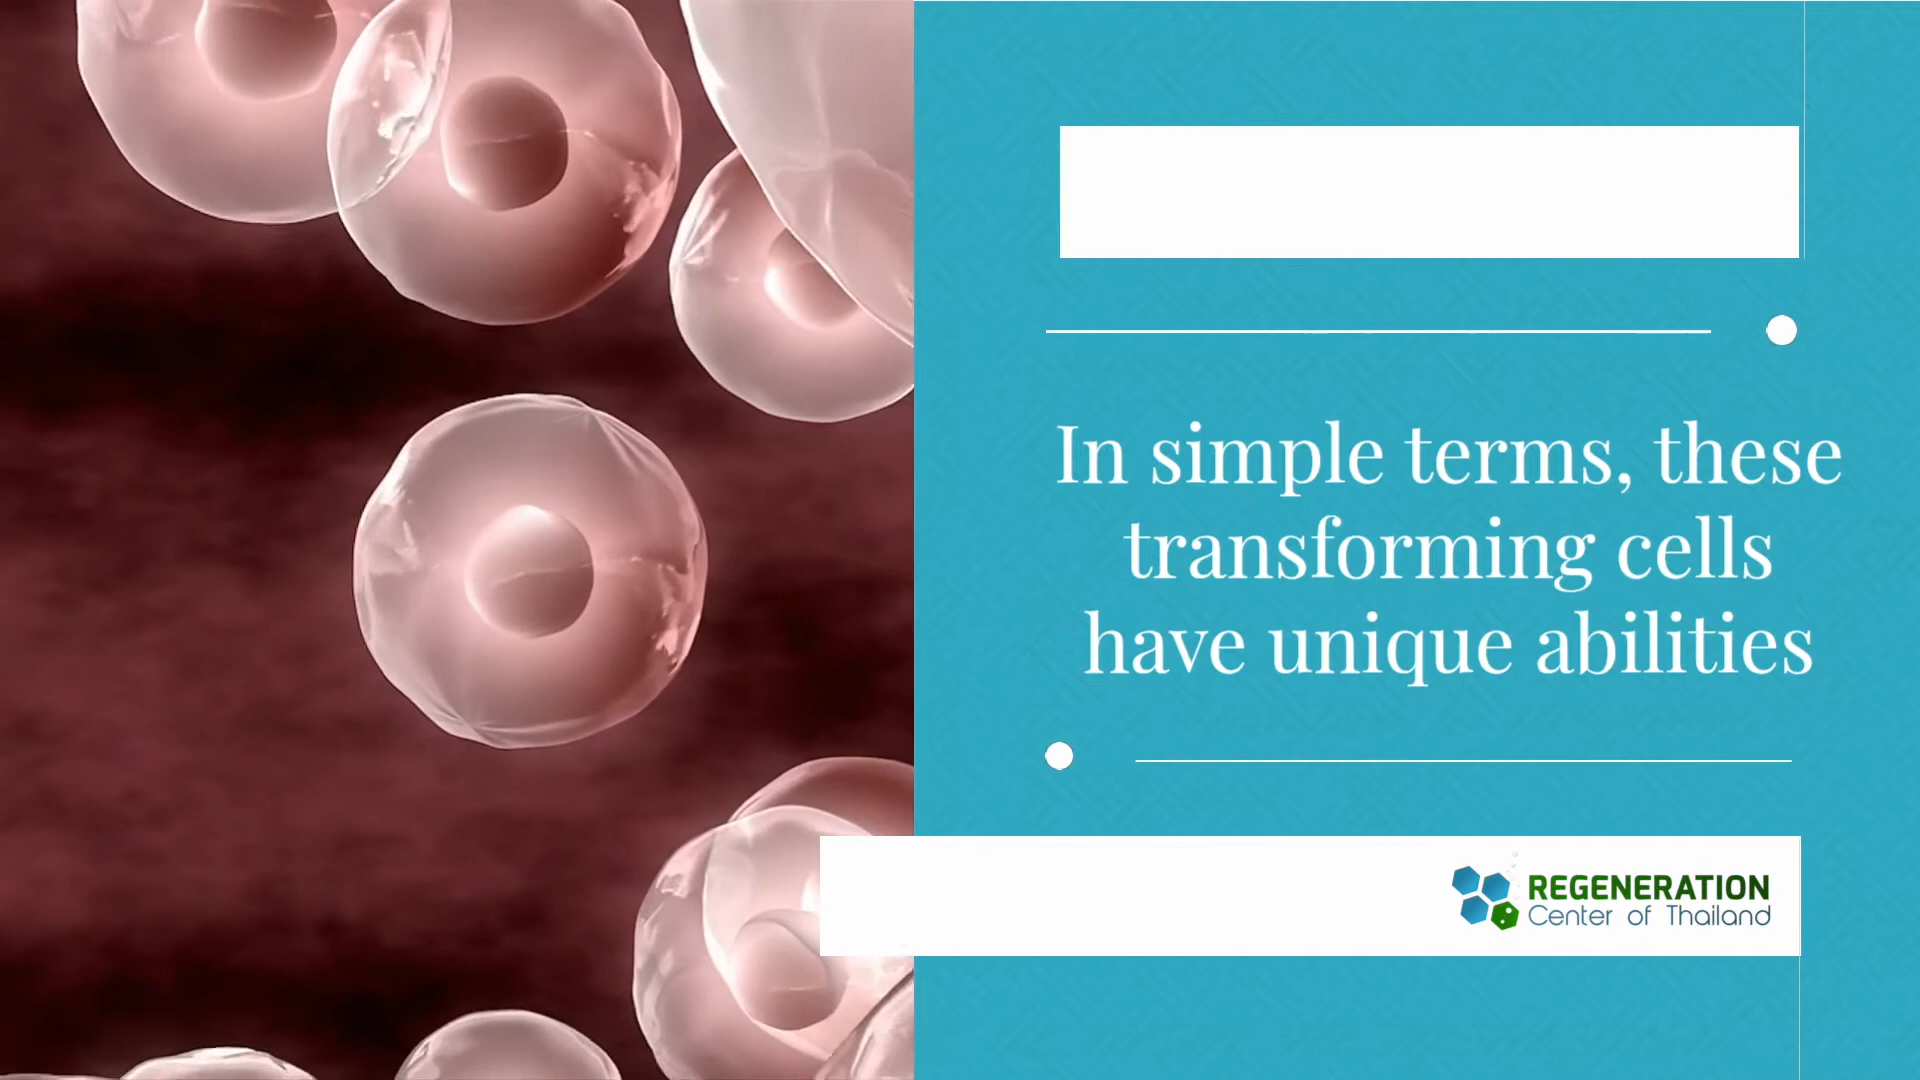 In simple terms, these
transforming cells
have unique abilities
REGENERATION
Center of Thailand